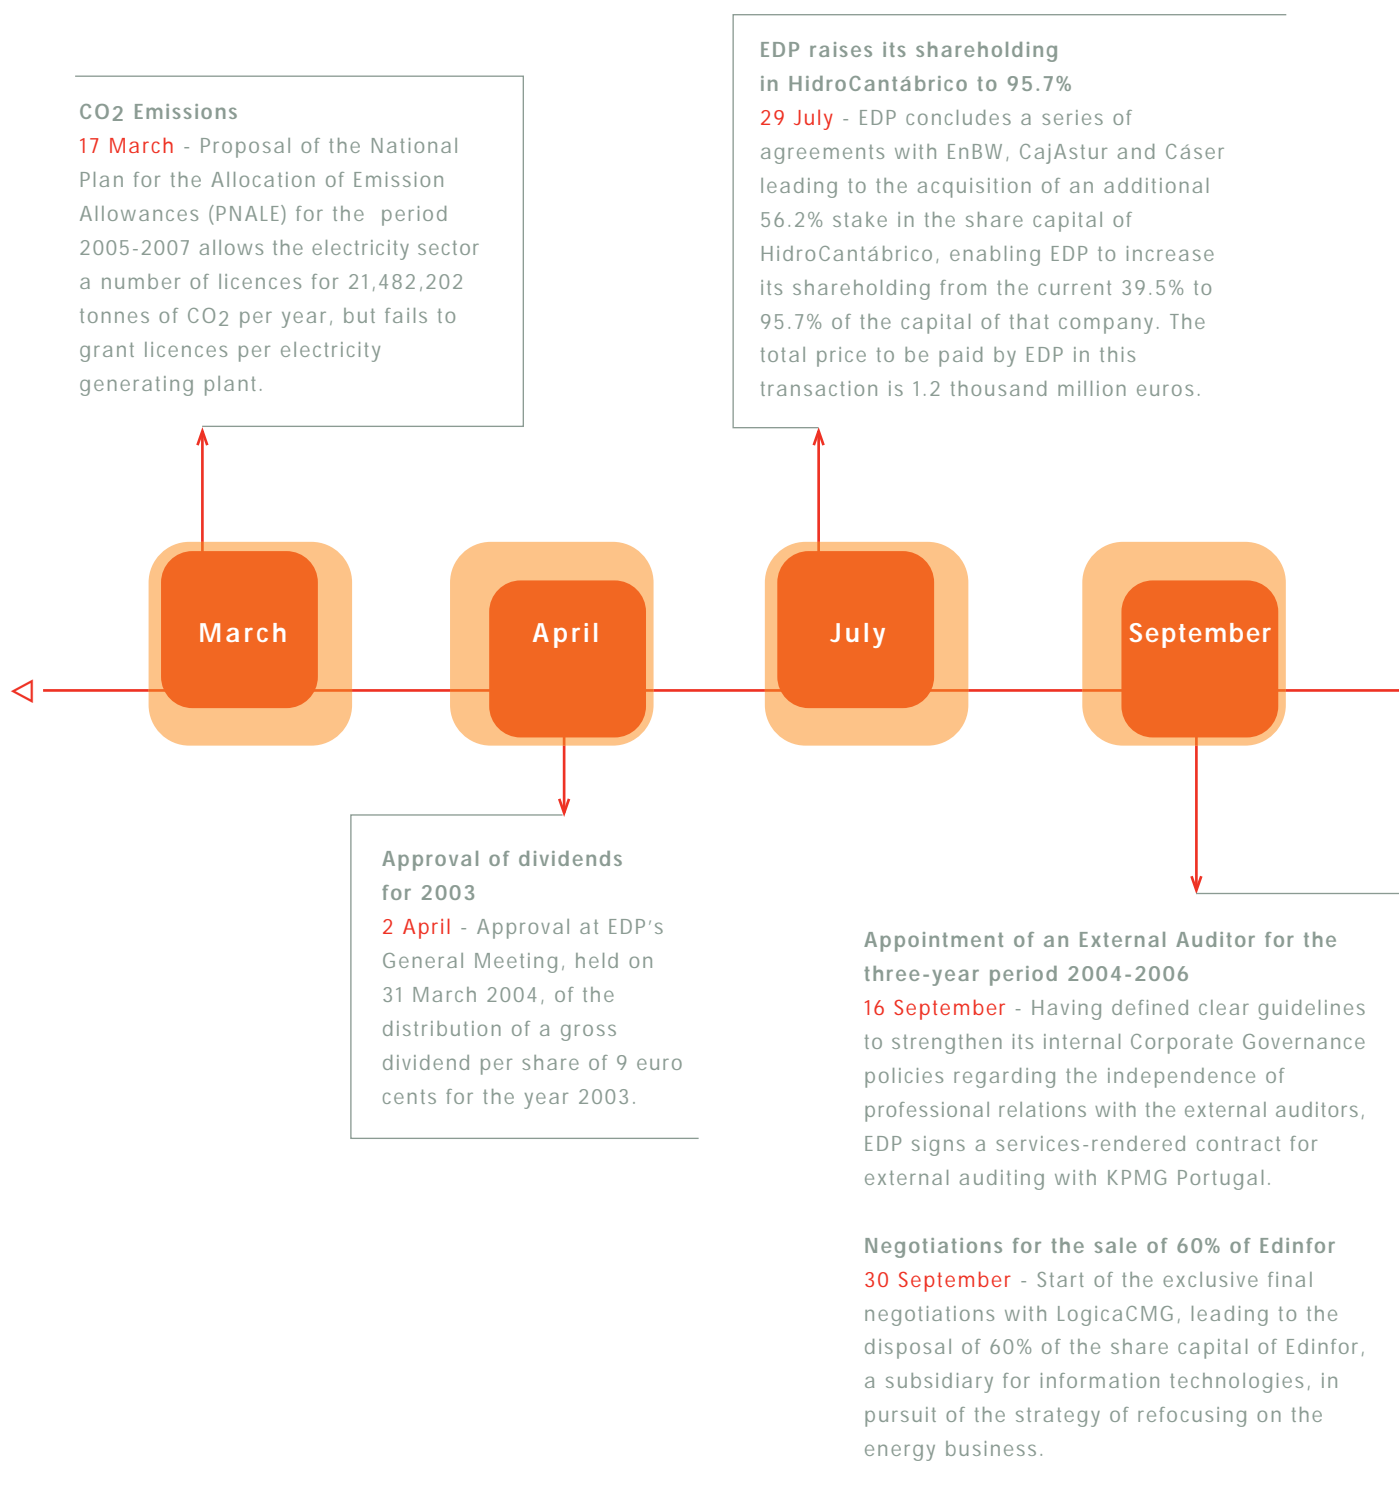 CO2 Emissions
17 March - Proposal of the National
Plan for the Allocation of Emission
Allowances (PNALE) for the period
2005-2007 allows the electricity sector
a number of licences for 21,482,202
tonnes of CO2 per year, but fails to
grant licences per electricity
generating plant.
EDP raises its shareholding
in HidroCantábrico to 95.7%
29 July - EDP concludes a series of
agreements with EnBW, CajAstur and Cáser
leading to the acquisition of an additional
56.2% stake in the share capital of
HidroCantábrico, enabling EDP to increase
its shareholding from the current 39.5% to
95.7% of the capital of that company. The
total price to be paid by EDP in this
transaction is 1.2 thousand million euros.
March
April
July
September
Approval of dividends
for 2003
2 April - Approval at EDP's
General Meeting, held on
31 March 2004, of the
distribution of a gross
dividend per share of 9 euro
cents for the year 2003.
Appointment of an External Auditor for the
three-year period 2004-2006
16 September - Having defined clear guidelines
to strengthen its internal Corporate Governance
policies regarding the independence of
professional relations with the external auditors,
EDP signs a services-rendered contract for
external auditing with KPMG Portugal.
Negotiations for the sale of 60% of Edinfor
30 September - Start of the exclusive final
negotiations with LogicaCMG, leading to the
disposal of 60% of the share capital of Edinfor,
a subsidiary for information technologies, in
pursuit of the strategy of refocusing on the
energy business.